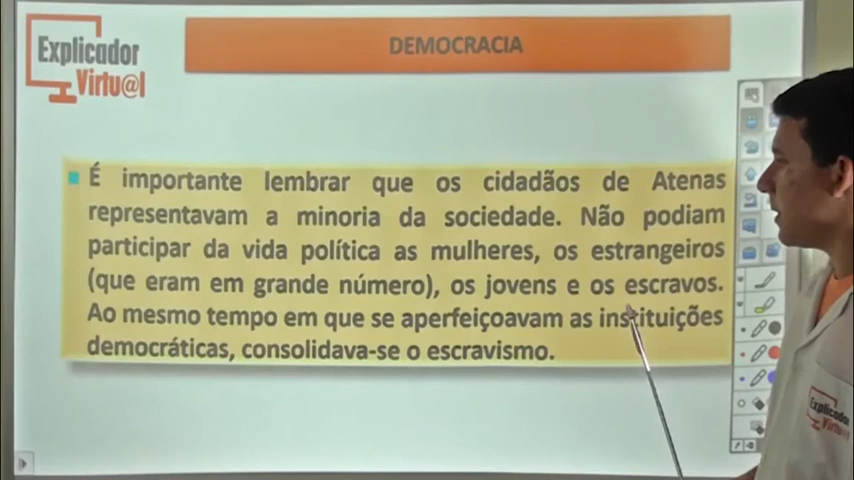 Explicador
Virtu@l
DEMOCRACIA
É importante lembrar que os cidadãos de Atenas
representavam a minoria da sociedade. Não podiam
participar da vida política as mulheres, os estrangeiros
(que eram em grande número), os jovens e os escravos.
Ao mesmo tempo em que se aperfeiçoavam as instituições
democráticas, consolidava-se o escravismo.
Explicador
Virtu@l